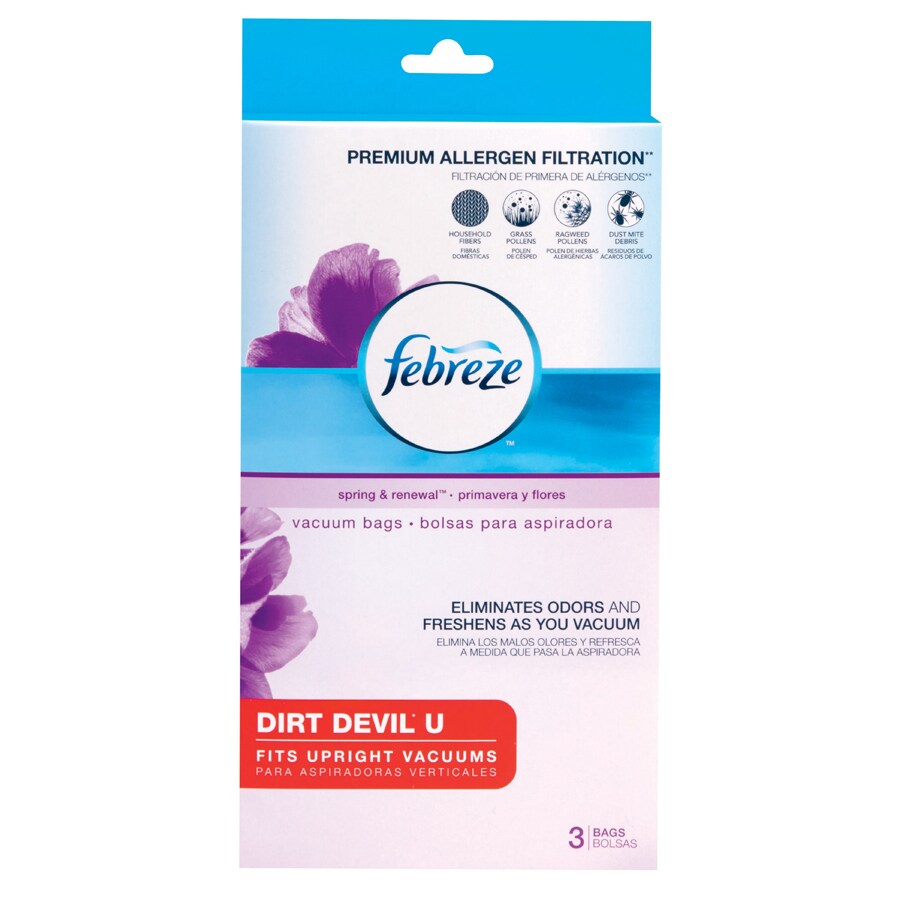 PREMIUM ALLERGEN FILTRATION**
FILTRACIÓN DE PRIMERA DE ALÉRGENOS**
HOUSEHOLD
FIBERS
FIBRAS
DOMÉSTICAS
GRASS
POLLENS
POLEN
DE CÉSPED
RAGWEED
POLLENS
POLEN DE HIERBAS
ALERGÉNICAS
DUST MITE
DEBRIS
RESIDUOS DE
ÁCAROS DE POLVO
febreze
™
spring & renewal™ • primavera y flores
vacuum bags • bolsas para aspiradora
ELIMINATES ODORS AND
FRESHENS AS YOU VACUUM
ELIMINA LOS MALOS OLORES Y REFRESCA
A MEDIDA QUE PASA LA ASPIRADORA
DIRT DEVIL* U
FITS UPRIGHT VACUUMS
PARA ASPIRADORAS VERTICALES
3 BAGS
BOLSAS